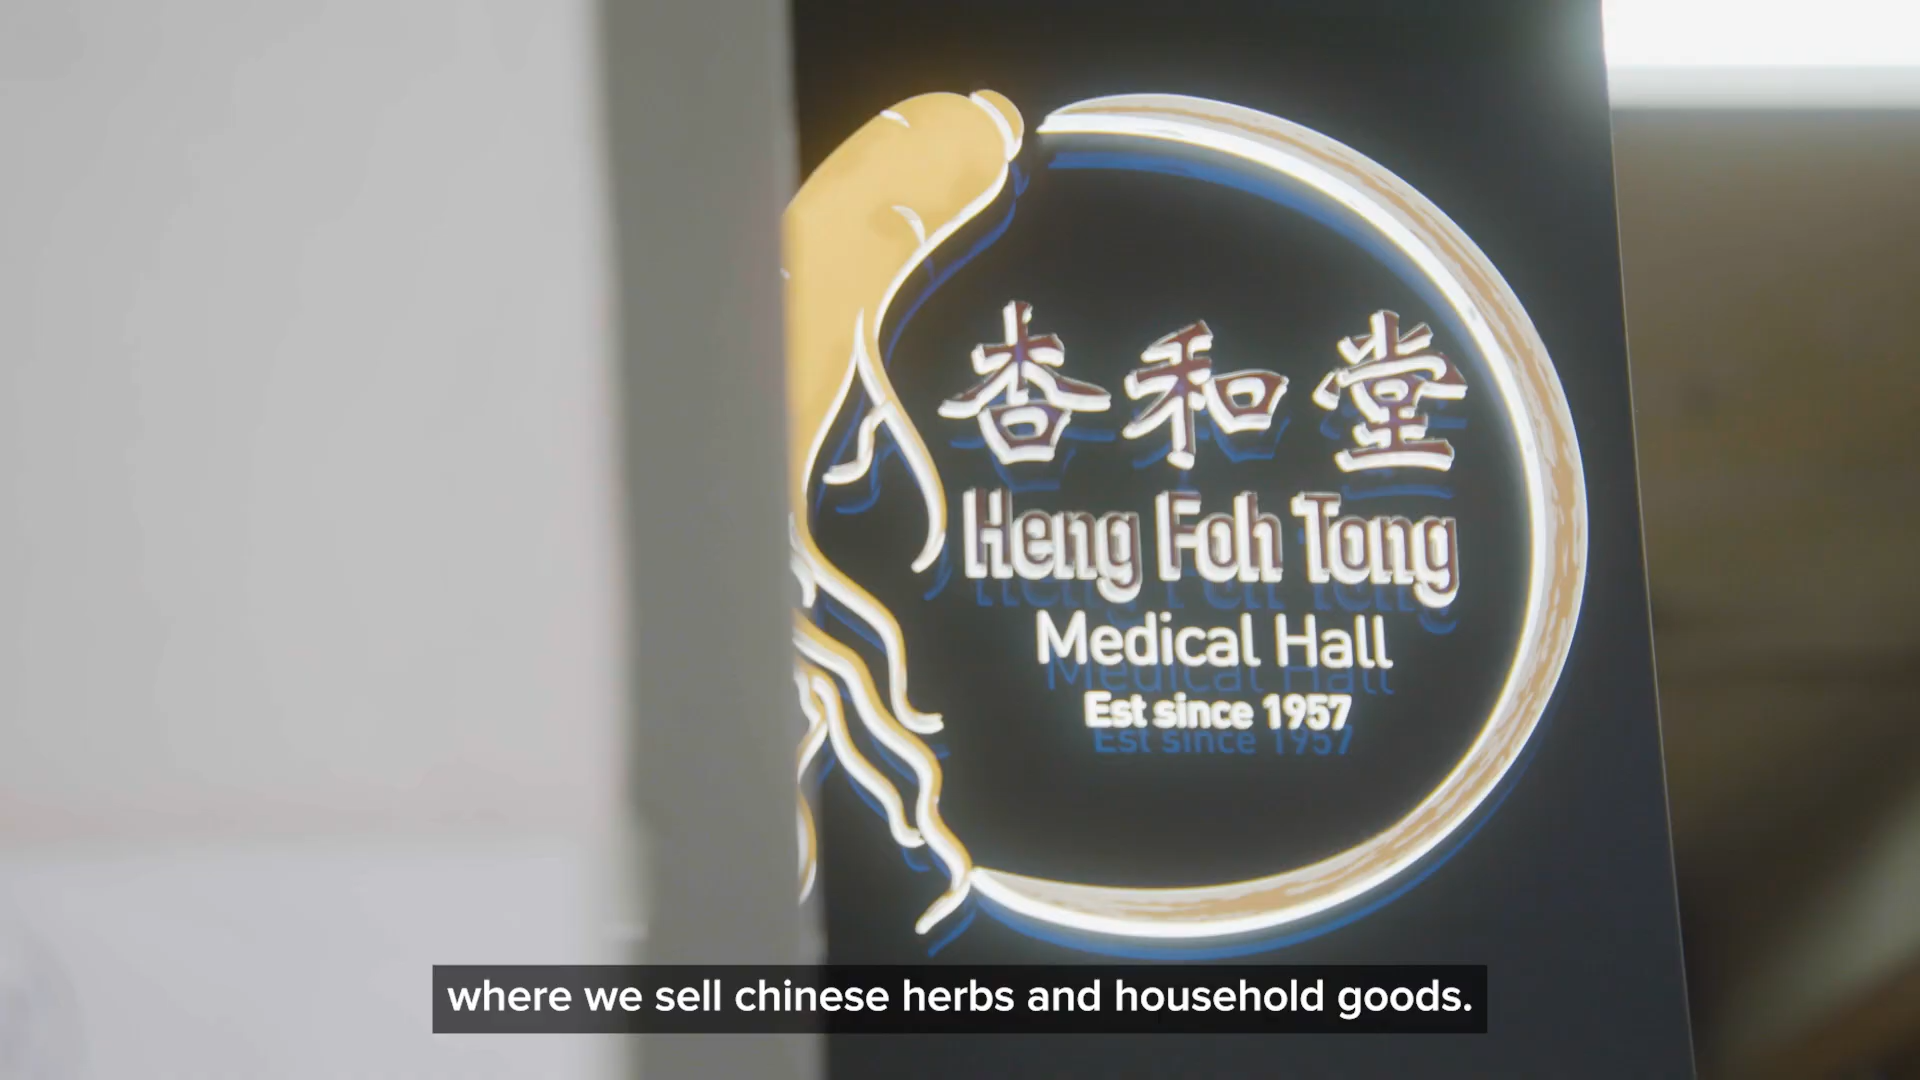 杏和堂
Heng Foh Tong
Medical Hall
Est since 1957
where we sell chinese herbs and household goods.